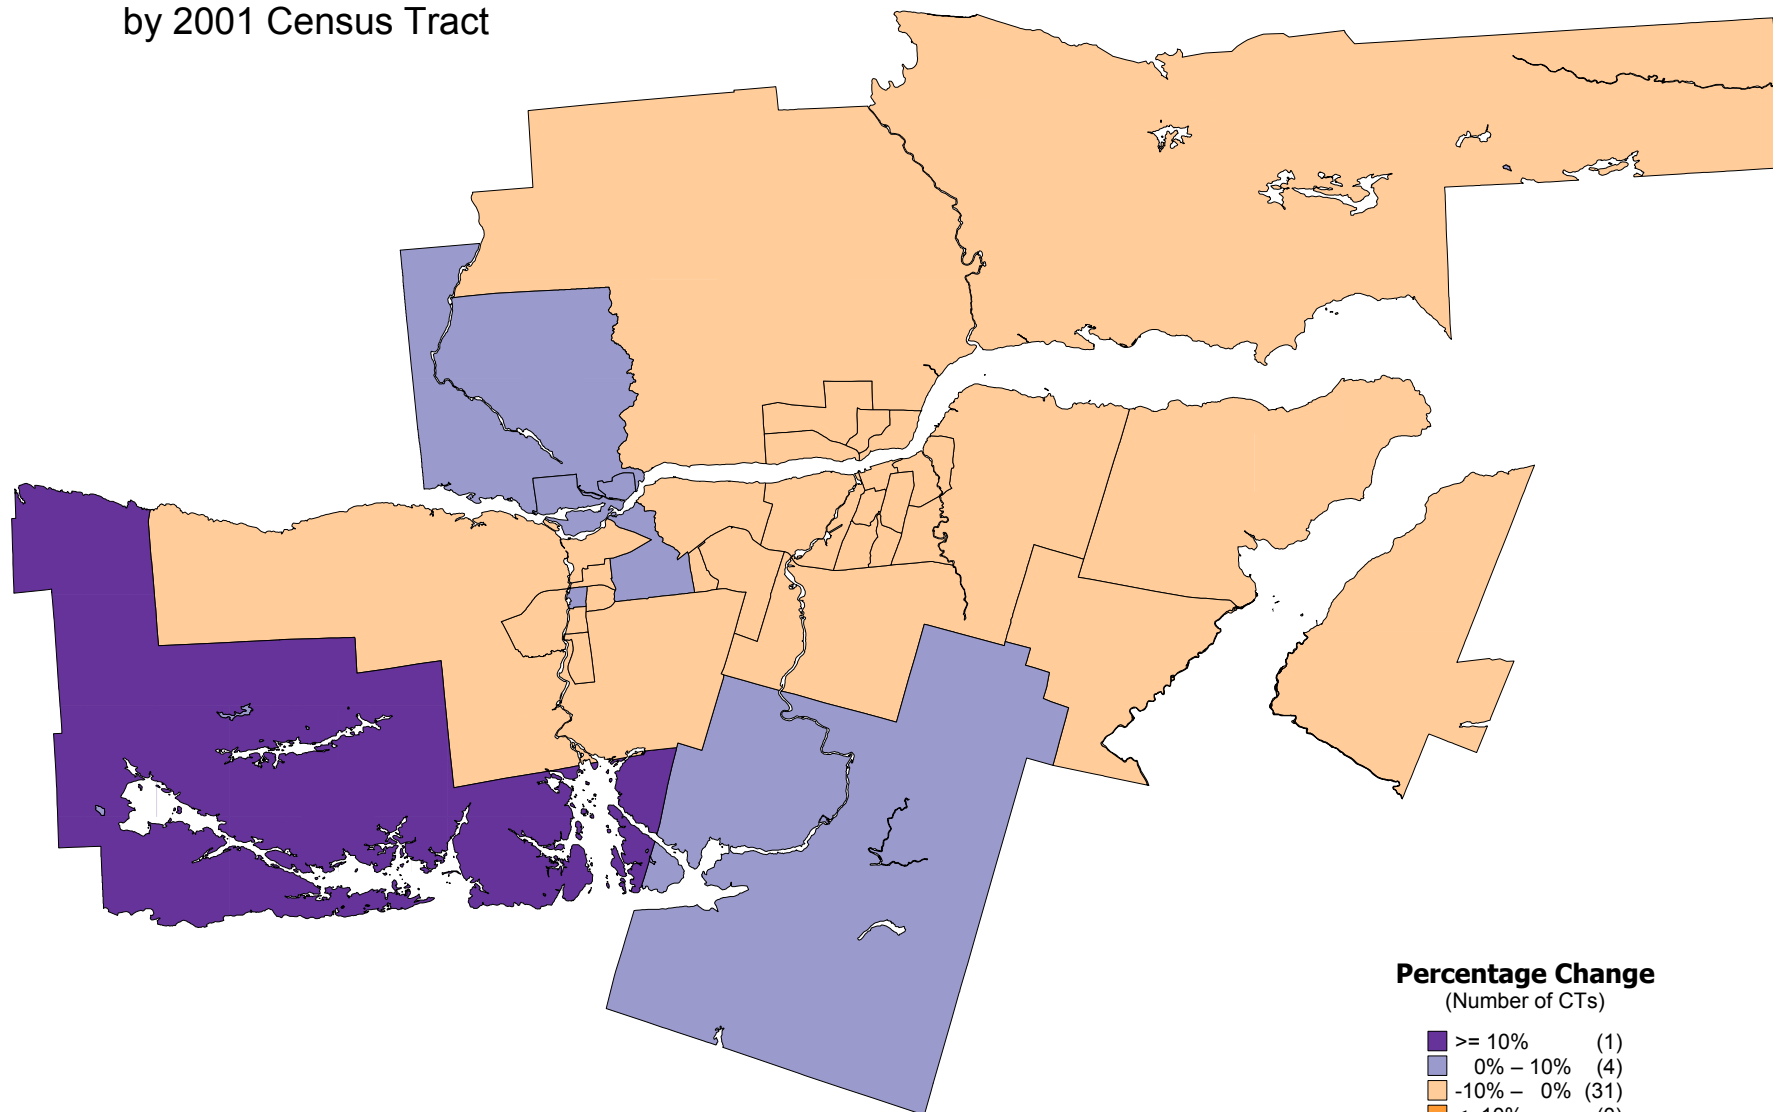 by 2001 Census Tract
Percentage Change
(Number of CTs)
>= 10% (1)
0% – 10% (4)
-10% – 0% (31)